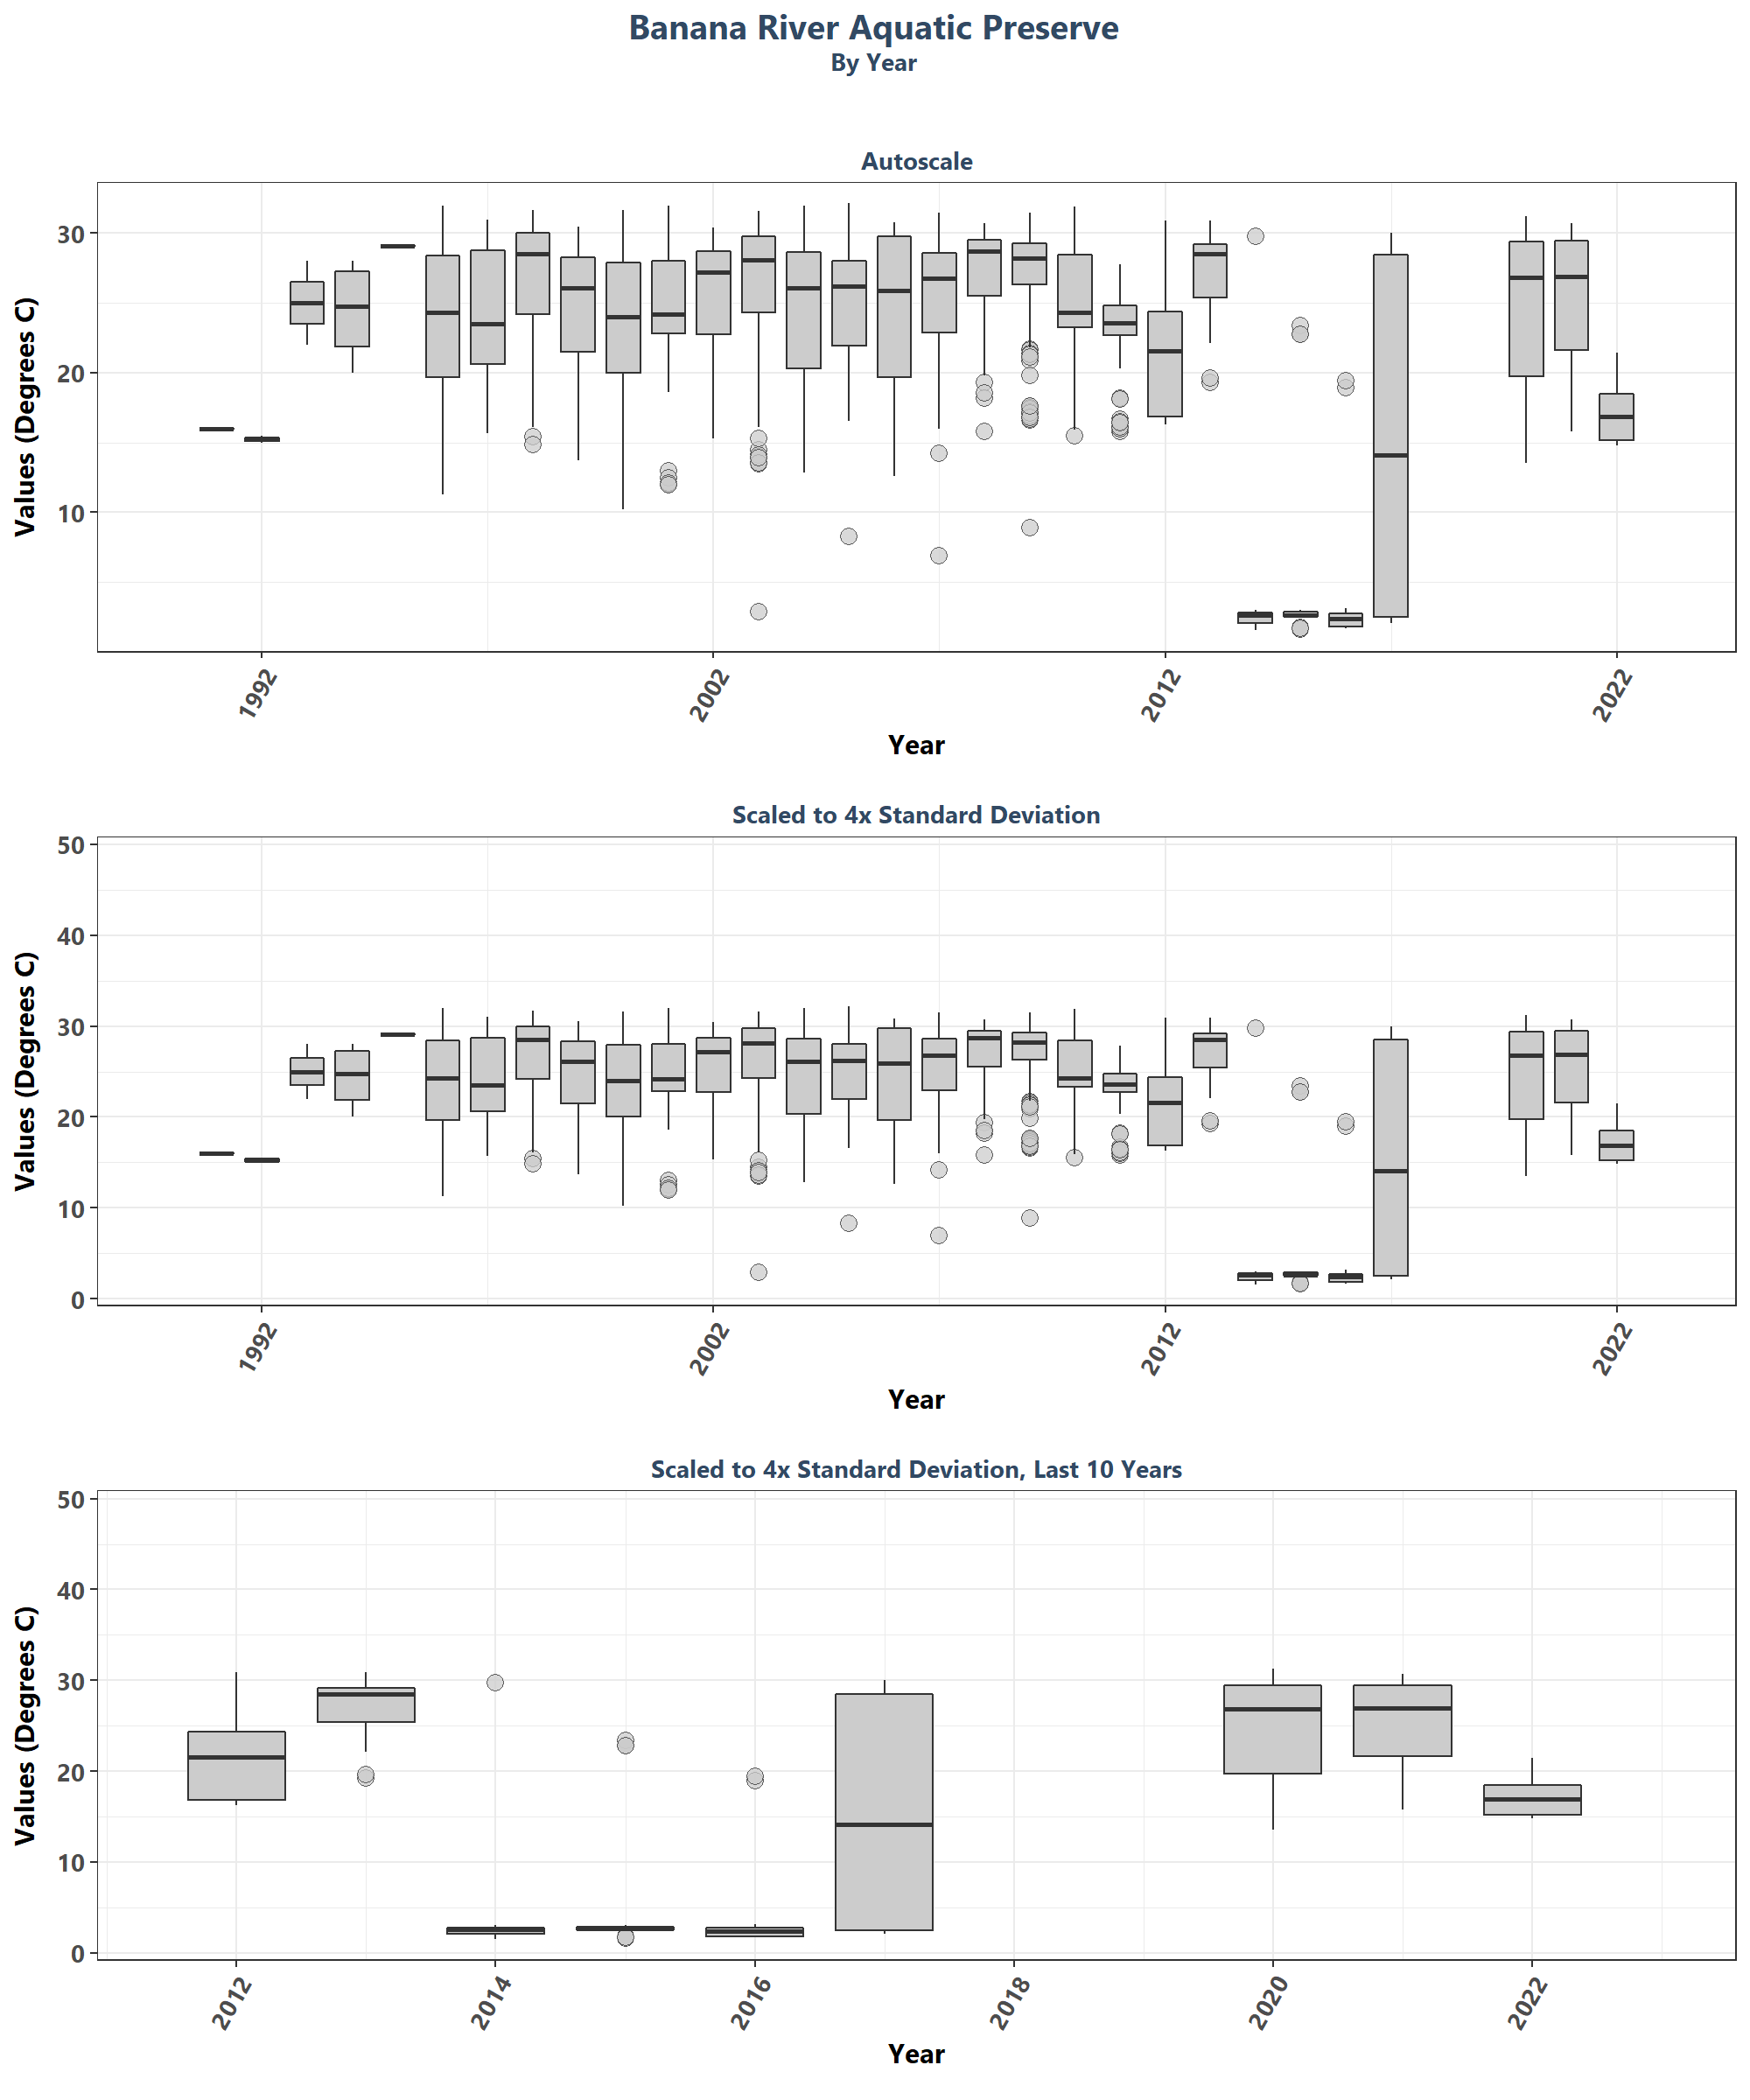 Banana River Aquatic Preserve
By Year
Autoscale
Values (Degrees C)
30
20
10
1992
2002
2012
2022
Year
Scaled to 4x Standard Deviation
Values (Degrees C)
50
40
30
20
10
0
1992
2002
2012
2022
Year
Scaled to 4x Standard Deviation, Last 10 Years
Values (Degrees C)
50
40
30
20
10
0
2012
2014
2016
2018
2020
2022
Year